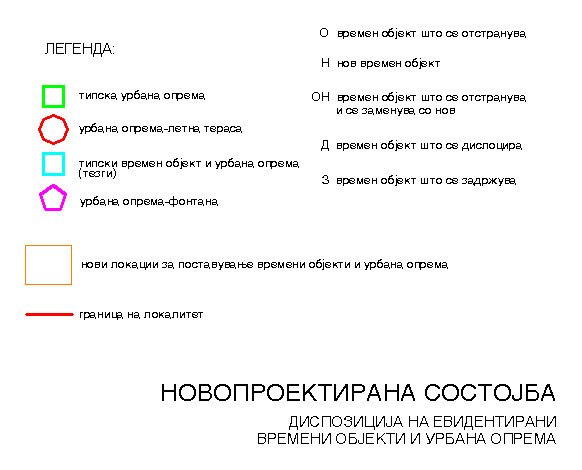 ЛЕГЕНДА:
типска урбана опрема
урбана опрема-летна тераса
типски времен објект и урбана опрема
(тезги)
урбана опрема-фонтана
О времен објект што се отстранува
Н нов времен објект
ОН времен објект што се отстранува
и се заменува со нов
Д времен објект што се дислоцира
З времен објект што се задржува
нови локации за поставување времени објекти и урбана опрема
граница на локалитет
НОВОПРОЕКТИРАНА СОСТОЈБА
ДИСПОЗИЦИЈА НА ЕВИДЕНТИРАНИ
ВРЕМЕНИ ОБЈЕКТИ И УРБАНА ОПРЕМА